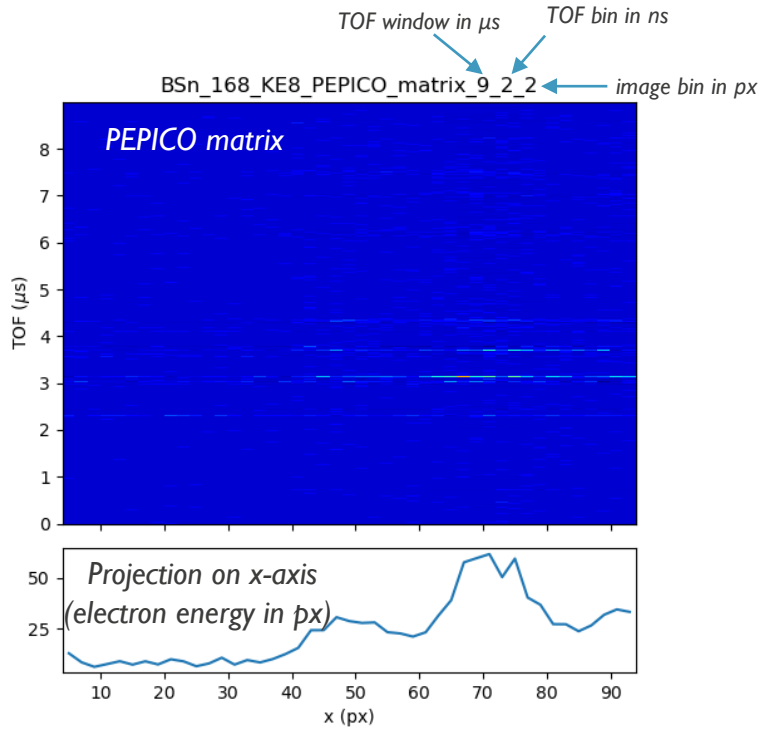 TOF window in μs
TOF bin in ns
BSn_168_KE8_PEPICO_matrix_9_2_2
image bin in px
PEPICO matrix
8
7
6
5
4
3
2
1
0
TOF (μs)
Projection on x-axis
(electron energy in px)
50
25
10 20 30 40 50 60 70 80 90
x (px)